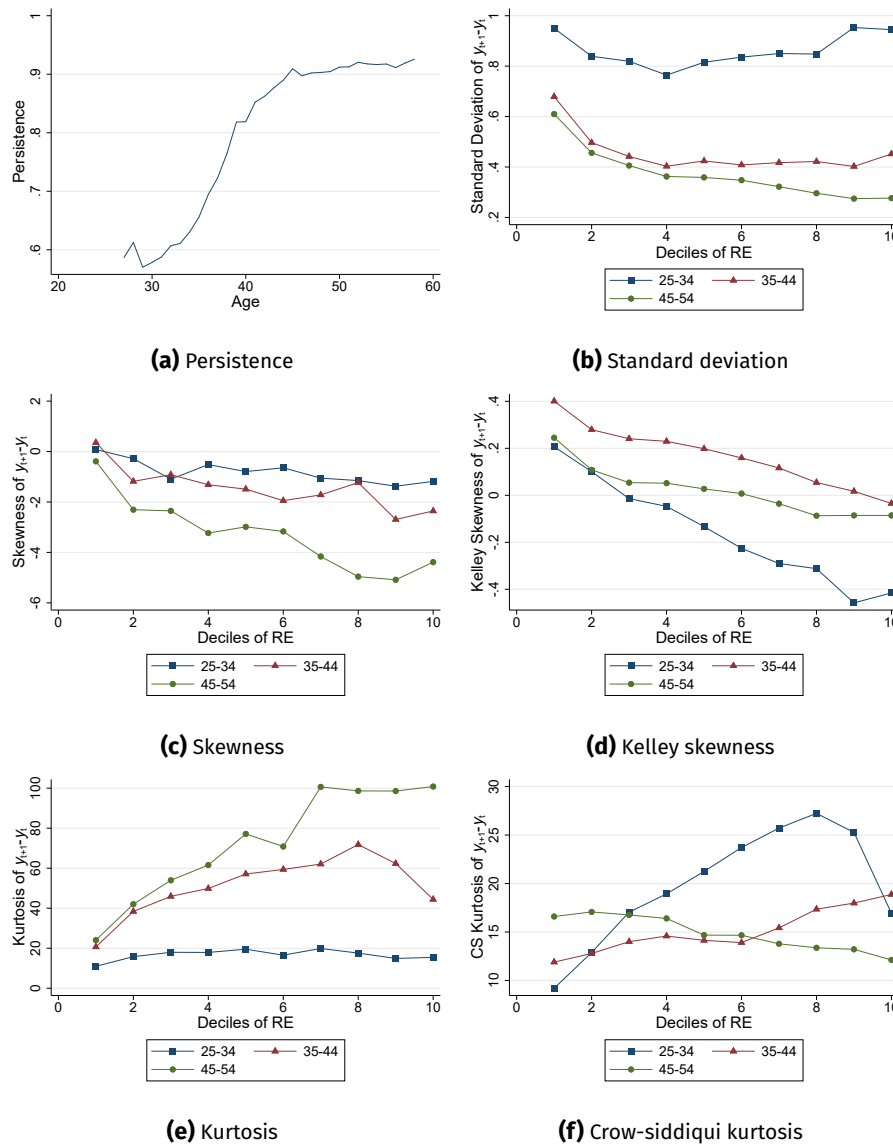 1
.9
.8
.7
.6
Persistence
20 30 40 50 60
Age
(a) Persistence
1
.8
.6
.4
.2
Standard Deviation of yt+1-yt
0 2 4 6 8 10
Deciles of RE
25-34 35-44
45-54
(b) Standard deviation
2
0
-2
-4
-6
Skewness of yt+1-yt
0 2 4 6 8 10
Deciles of RE
25-34 35-44
45-54
(c) Skewness
.4
.2
0
-.2
-.4
Kelley Skewness of yt+1-yt
0 2 4 6 8 10
Deciles of RE
25-34 35-44
45-54
(d) Kelley skewness
100
80
60
40
20
0
Kurtosis of yt+1-yt
0 2 4 6 8 10
Deciles of RE
25-34 35-44
45-54
(e) Kurtosis
30
25
20
15
10
CS Kurtosis of yt+1-yt
0 2 4 6 8 10
Deciles of RE
25-34 35-44
45-54
(f) Crow-siddiqui kurtosis